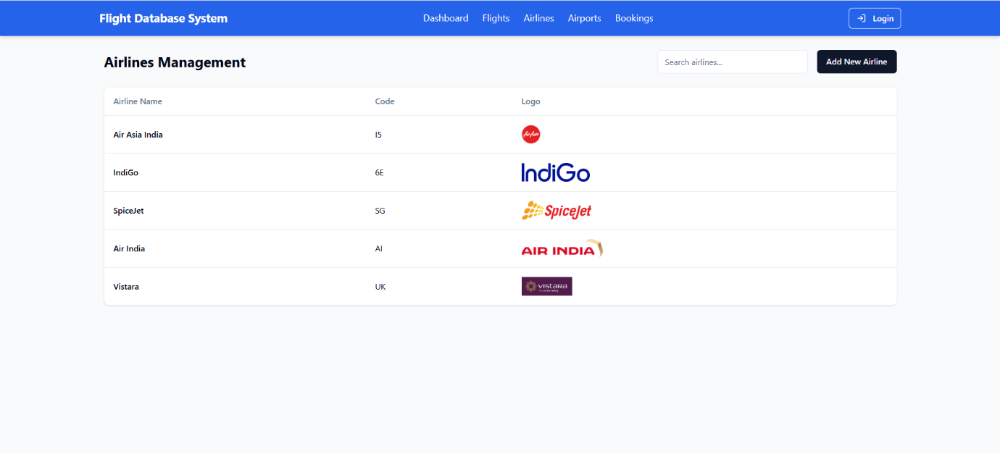 Flight Database System Dashboard Flights Airlines Airports Bookings Login
Airlines Management Search airlines... Add New Airline
Airline Name Code Logo
Air Asia India I5 AirAsia
IndiGo 6E IndiGo
SpiceJet SG SpiceJet
Air India AI AIR INDIA
Vistara UK VISTARA